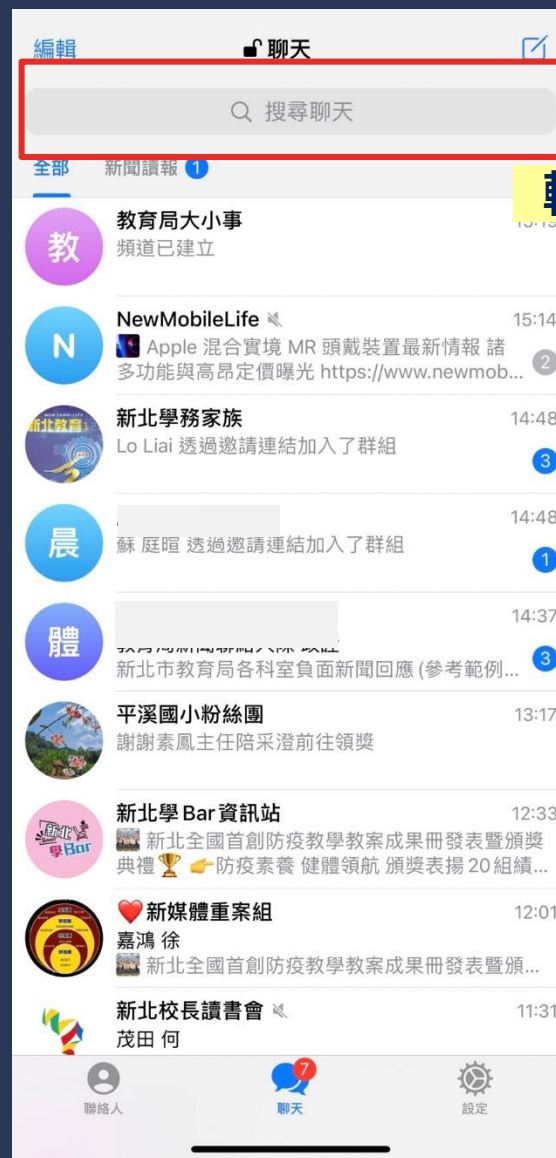 編輯
聊天
搜尋聊天
全部 新聞讀報 1
教
教育局大小事
頻道已建立
N
NewMobileLife 15:14
Apple 混合實境 MR 頭戴裝置最新情報 諸
多功能與高昂定價曝光 https://www.newmob... 2
新北教育
新北學務家族 14:48
Lo Liai 透過邀請連結加入了群組
3
晨
14:48
蘇 庭暄 透過邀請連結加入了群組
1
體
14:37
新北市教育局各科室負面新聞回應 (參考範例... 3
平溪國小粉絲團 13:17
謝謝素鳳主任陪采澄前往領獎
新北
學Bar
新北學 Bar 資訊站 12:33
新北全國首創防疫教學教案成果冊發表暨頒獎
典禮🏆 👉防疫素養 健體領航 頒獎表揚 20 組績...
❤️新媒體重案組 12:01
嘉鴻 徐
新北全國首創防疫教學教案成果冊發表暨頒...
新北校長讀書會 11:31
茂田 何
7
聯絡人 聊天 設定